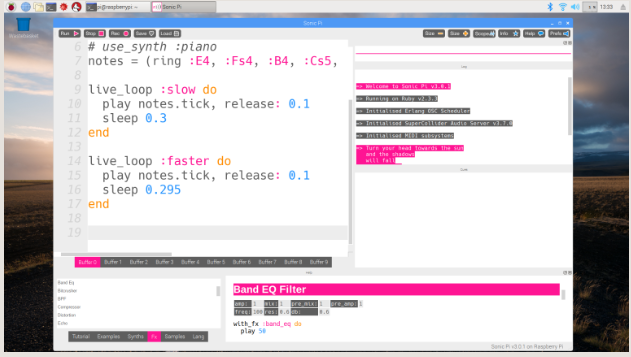 pi@raspberrypi: ~
Sonic Pi
15:33
Wastebasket
Sonic Pi
Run
Stop
Rec
Save
Load
Size
Size
Scope
Info
Help
Prefs
6 # use_synth :piano
7 notes = (ring :E4, :Fs4, :B4, :Cs5,
8
9 live_loop :slow do
10 play notes.tick, release: 0.1
11 sleep 0.3
12 end
13
14 live_loop :faster do
15 play notes.tick, release: 0.1
16 sleep 0.295
17 end
18
19
=> Welcome to Sonic Pi v3.0.1
=> Running on Ruby v2.3.3
=> Initialised Erlang OSC Scheduler
=> Initialised SuperCollider Audio Server v3.7.0
=> Initialised MIDI subsystems
=> Turn your head towards the sun
and the shadows
will fall
Buffer 0 Buffer 1 Buffer 2 Buffer 3 Buffer 4 Buffer 5 Buffer 6 Buffer 7 Buffer 8 Buffer 9
Help
Band EQ
Bitcrusher
BPF
Compressor
Distortion
Echo
Tutorial Examples Synths Fx Samples Lang
Band EQ Filter
amp: 1 mix: 1 pre_mix: 1 pre_amp: 1
freq: 100 res: 0.6 db: 0.6
with_fx :band_eq do
play 50
Sonic Pi v3.0.1 on Raspberry Pi